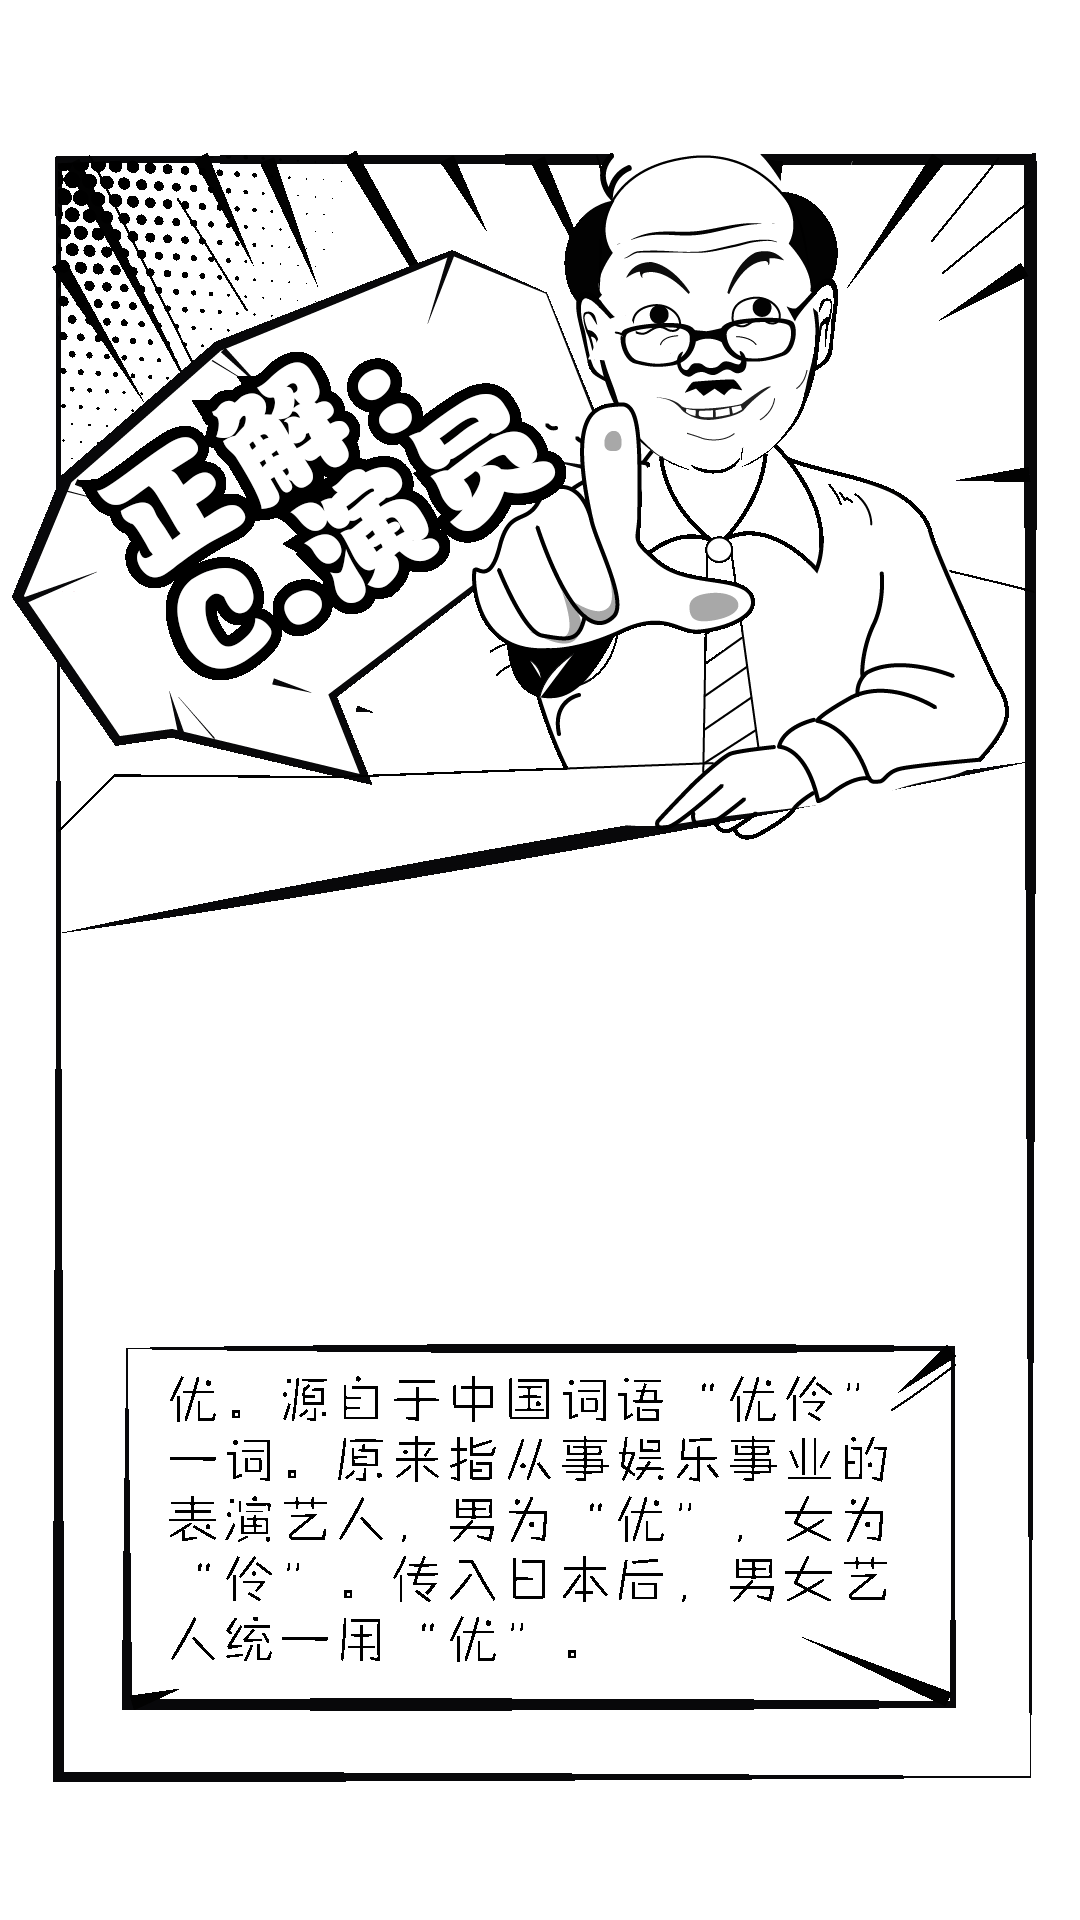 正解：
C.演员
优。源自于中国词语“优伶”
一词。原来指从事娱乐事业的
表演艺人，男为“优”，女为
“伶”。传入日本后，男女艺
人统一用“优”。